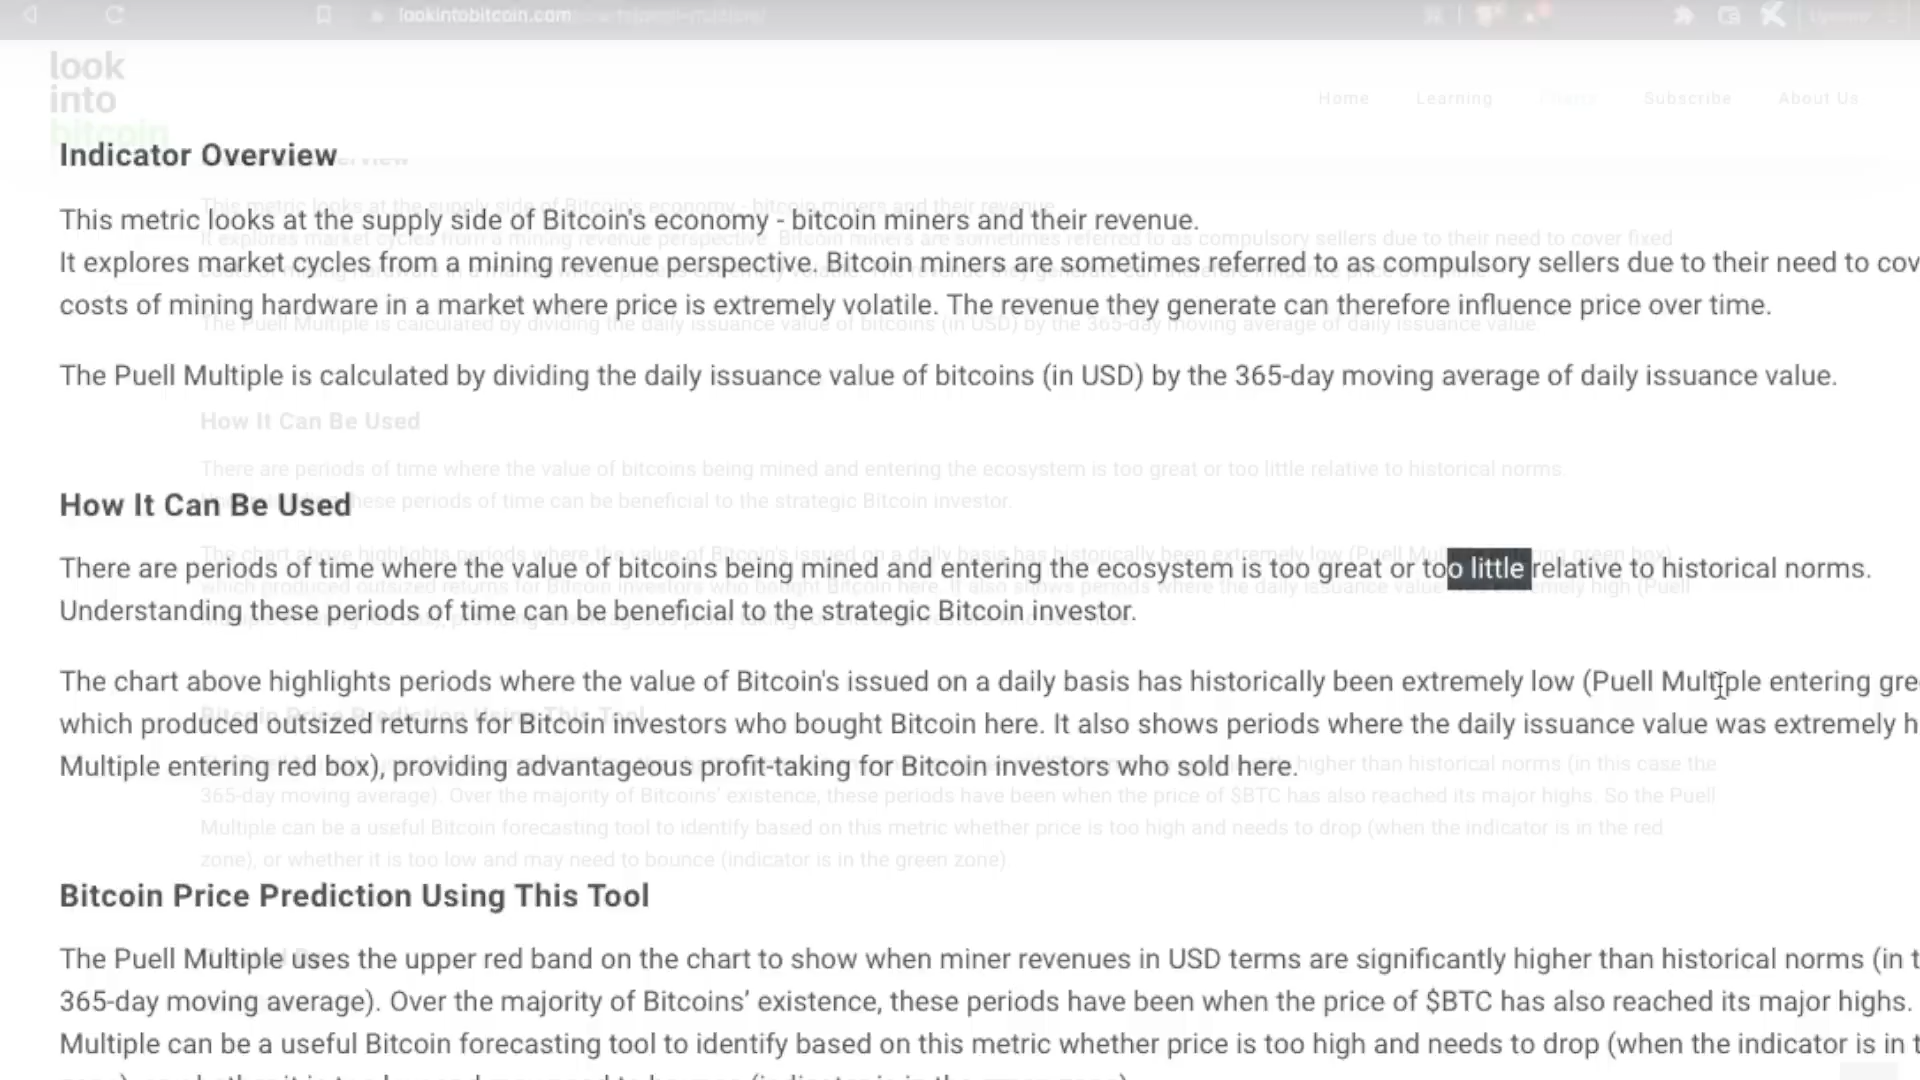 lookintobitcoin.com
look
into
bitcoin
Home Learning Charts Subscribe About Us
Indicator Overview
This metric looks at the supply side of Bitcoin's economy - bitcoin miners and their revenue.
It explores market cycles from a mining revenue perspective. Bitcoin miners are sometimes referred to as compulsory sellers due to their need to cov
costs of mining hardware in a market where price is extremely volatile. The revenue they generate can therefore influence price over time.
The Puell Multiple is calculated by dividing the daily issuance value of bitcoins (in USD) by the 365-day moving average of daily issuance value.
How It Can Be Used
There are periods of time where the value of bitcoins being mined and entering the ecosystem is too great or too little relative to historical norms.
Understanding these periods of time can be beneficial to the strategic Bitcoin investor.
The chart above highlights periods where the value of Bitcoin's issued on a daily basis has historically been extremely low (Puell Multiple entering gre
which produced outsized returns for Bitcoin investors who bought Bitcoin here. It also shows periods where the daily issuance value was extremely h
Multiple entering red box), providing advantageous profit-taking for Bitcoin investors who sold here.
Bitcoin Price Prediction Using This Tool
The Puell Multiple uses the upper red band on the chart to show when miner revenues in USD terms are significantly higher than historical norms (in t
365-day moving average). Over the majority of Bitcoins’ existence, these periods have been when the price of $BTC has also reached its major highs.
Multiple can be a useful Bitcoin forecasting tool to identify based on this metric whether price is too high and needs to drop (when the indicator is in t